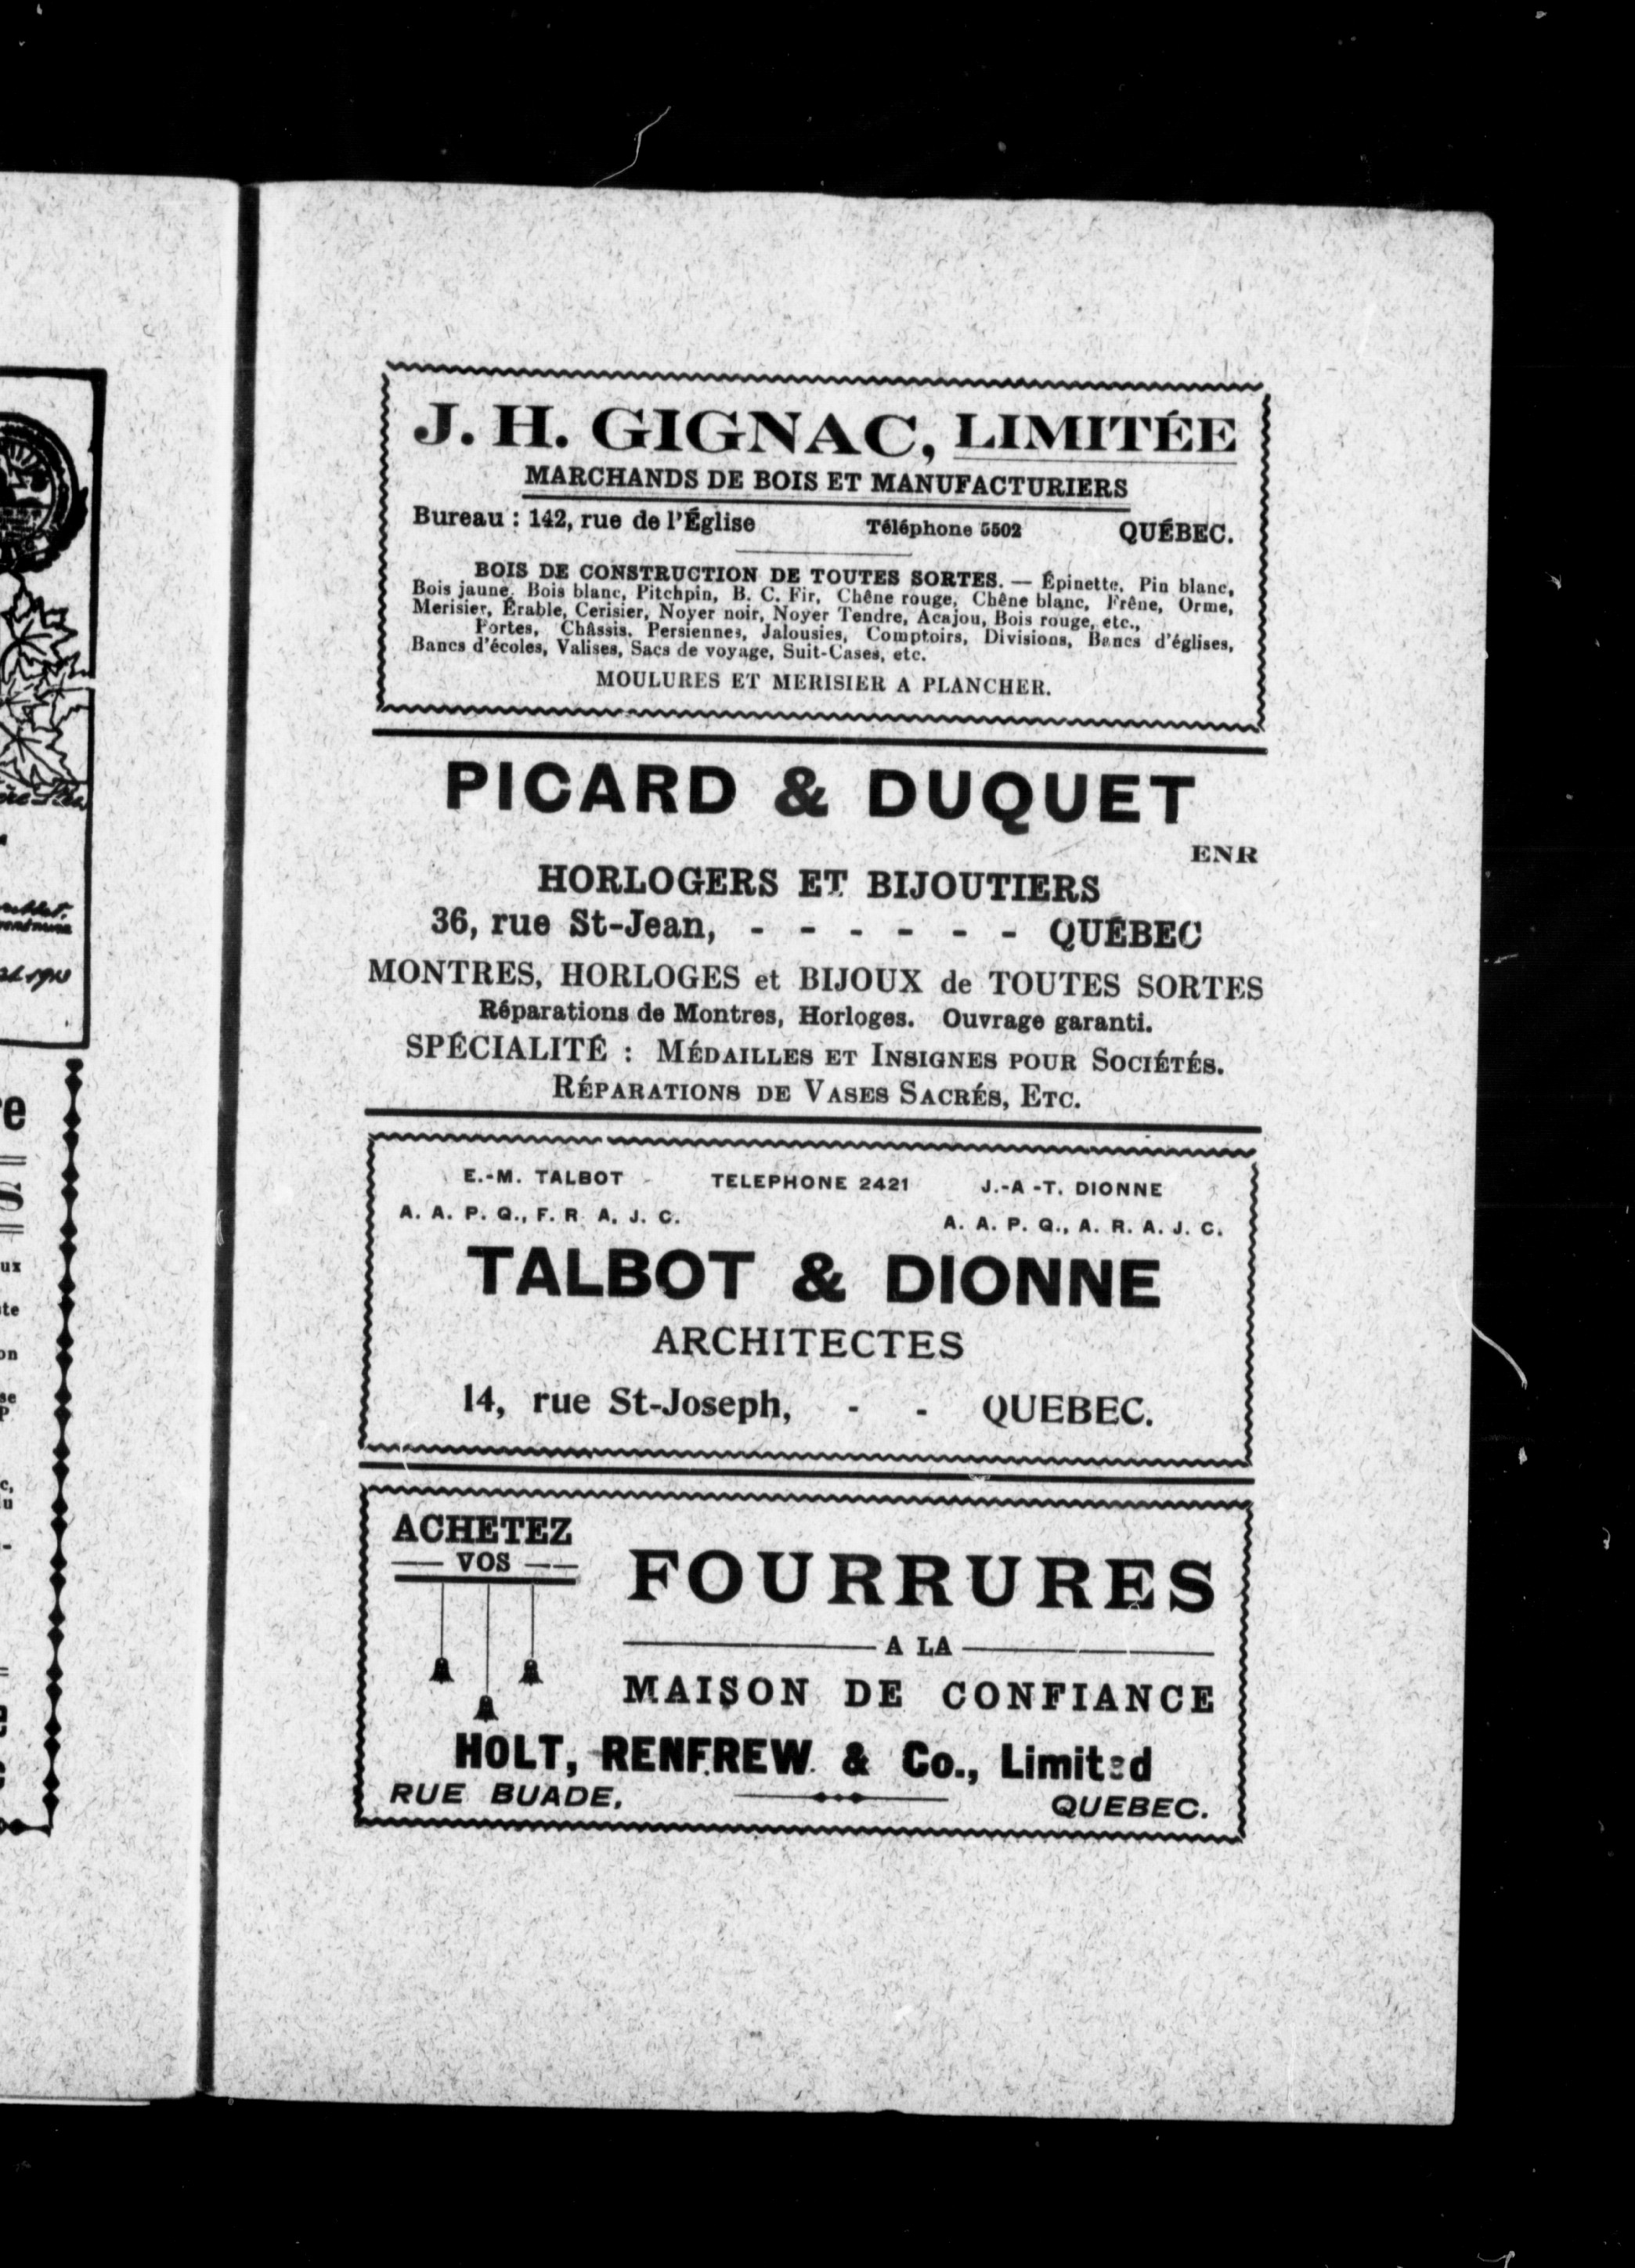 J. H. GIGNAC, LIMITÉE
MARCHANDS DE BOIS ET MANUFACTURIERS
Bureau : 142, rue de l'Église Téléphone 5502 QUÉBEC.
BOIS DE CONSTRUCTION DE TOUTES SORTES. — Épinette, Pin blanc,
Bois jaune, Bois blanc, Pitchpin, B. C. Fir, Chêne rouge, Chêne blanc, Frêne, Orme,
Merisier, Érable, Cerisier, Noyer noir, Noyer Tendre, Acajou, Bois rouge, etc.,
Portes, Châssis, Persiennes, Jalousies, Comptoirs, Divisions, Bancs d'églises,
Bancs d'écoles, Valises, Sacs de voyage, Suit-Cases, etc.
MOULURES ET MERISIER A PLANCHER.
PICARD & DUQUET
ENR
HORLOGERS ET BIJOUTIERS
36, rue St-Jean, - - - - - - QUÉBEC
MONTRES, HORLOGES et BIJOUX de TOUTES SORTES
Réparations de Montres, Horloges. Ouvrage garanti.
SPÉCIALITÉ : MÉDAILLES ET INSIGNES POUR SOCIÉTÉS.
RÉPARATIONS DE VASES SACRÉS, ETC.
E.-M. TALBOT TELEPHONE 2421 J.-A-T. DIONNE
A. A. P. Q., F. R. A. J. C. A. A. P. Q., A. R. A. J. C.
TALBOT & DIONNE
ARCHITECTES
14, rue St-Joseph, - - QUEBEC.
ACHETEZ
VOS
FOURRURES
A LA
MAISON DE CONFIANCE
HOLT, RENFREW & Co., Limited
RUE BUADE, QUEBEC.